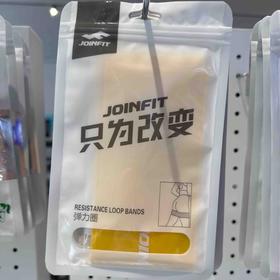 JOINFIT
JOINFIT
只为改变
RESISTANCE LOOP BANDS
弹力圈